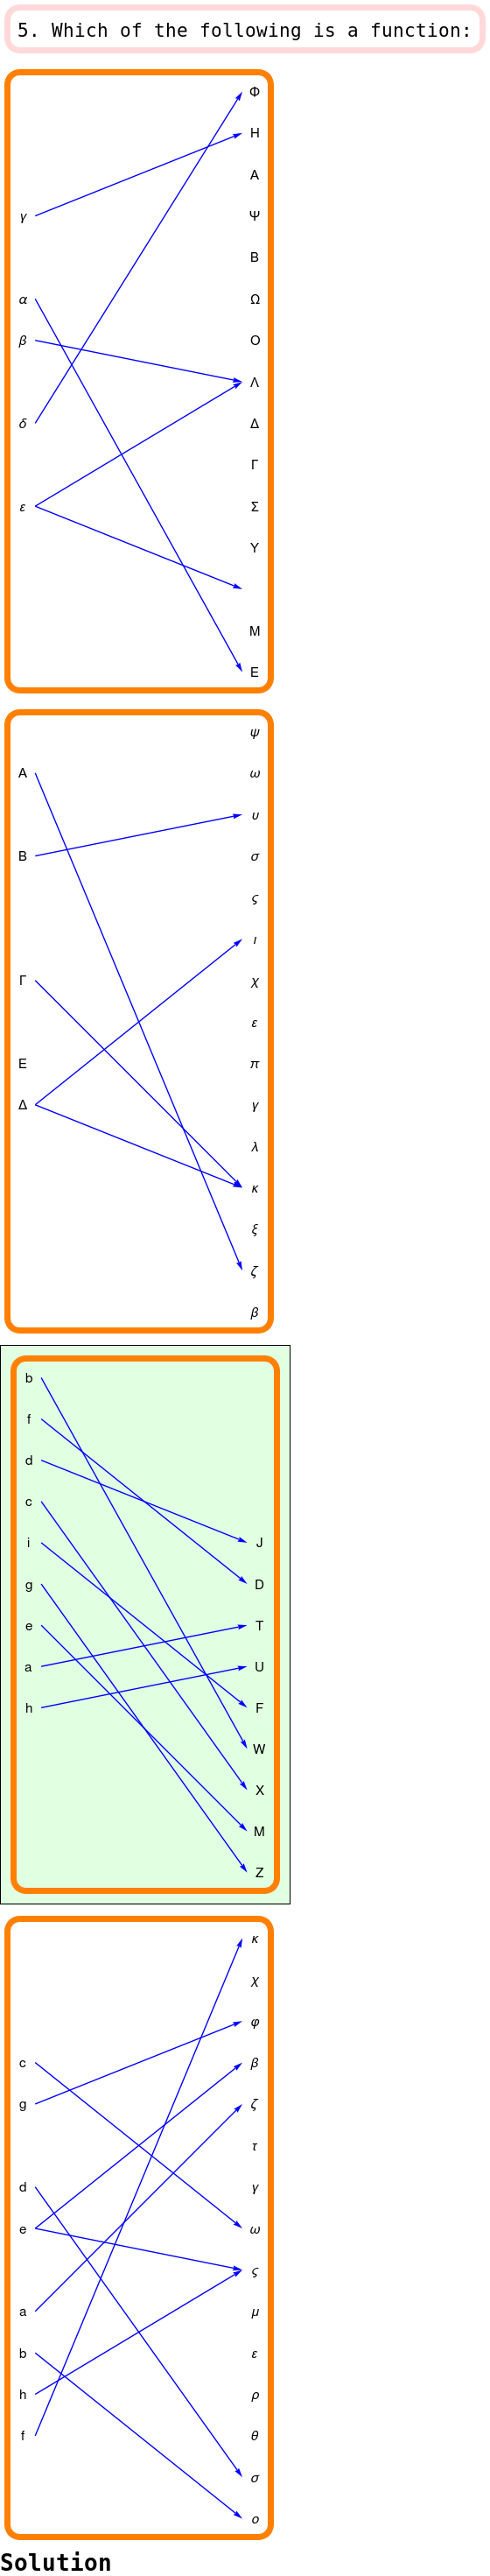 5. Which of the following is a function:
Φ
Η
Α
γ Ψ
Β
α Ω
β Ο
Λ
δ Δ
Γ
ε Σ
Υ
Μ
Ε
ψ
Α ω
υ
Β σ
ς
ι
Γ χ
ε
Ε π
Δ γ
λ
κ
ξ
ζ
β
b
f
d
c
i J
g D
e T
a U
h F
W
X
M
Z
κ
χ
φ
c β
g ζ
τ
d γ
e ω
ς
a μ
b ε
h ρ
f θ
σ
ο
Solution